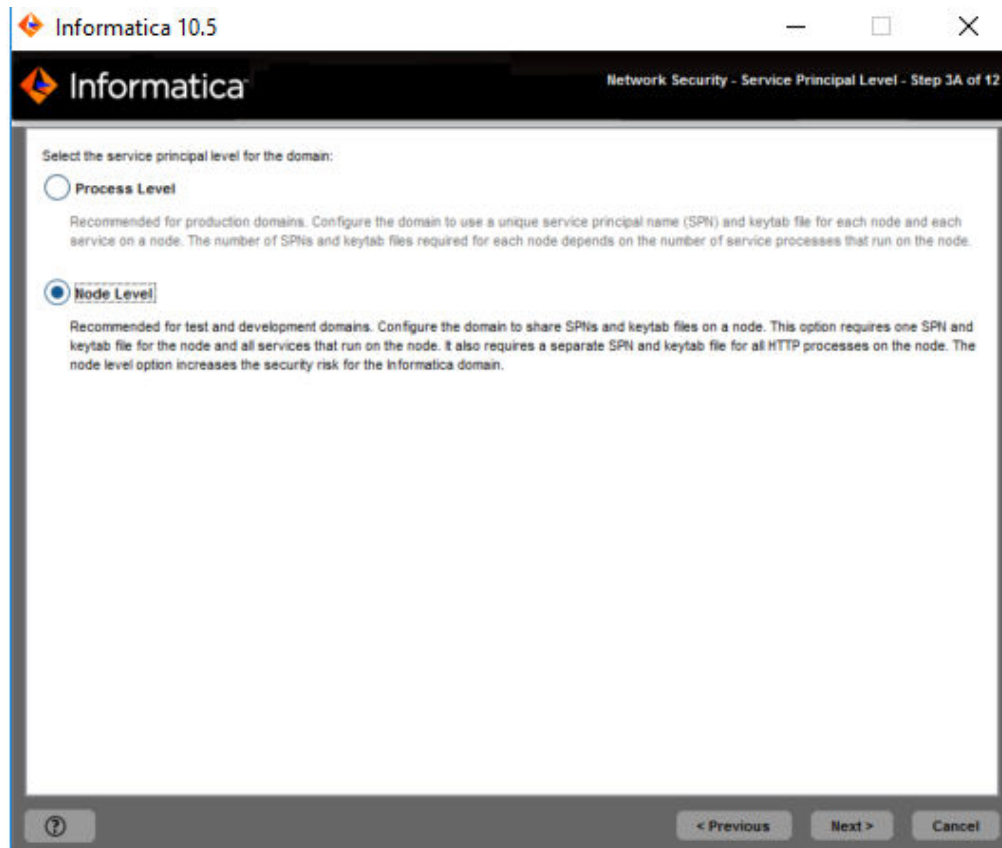 Informatica 10.5
Informatica
Network Security - Service Principal Level - Step 3A of 12
Select the service principal level for the domain:
Process Level
Recommended for production domains. Configure the domain to use a unique service principal name (SPN) and keytab file for each node and each
service on a node. The number of SPNs and keytab files required for each node depends on the number of service processes that run on the node.
Node Level
Recommended for test and development domains. Configure the domain to share SPNs and keytab files on a node. This option requires one SPN and
keytab file for the node and all services that run on the node. It also requires a separate SPN and keytab file for all HTTP processes on the node. The
node level option increases the security risk for the Informatica domain.
?
< Previous
Next >
Cancel